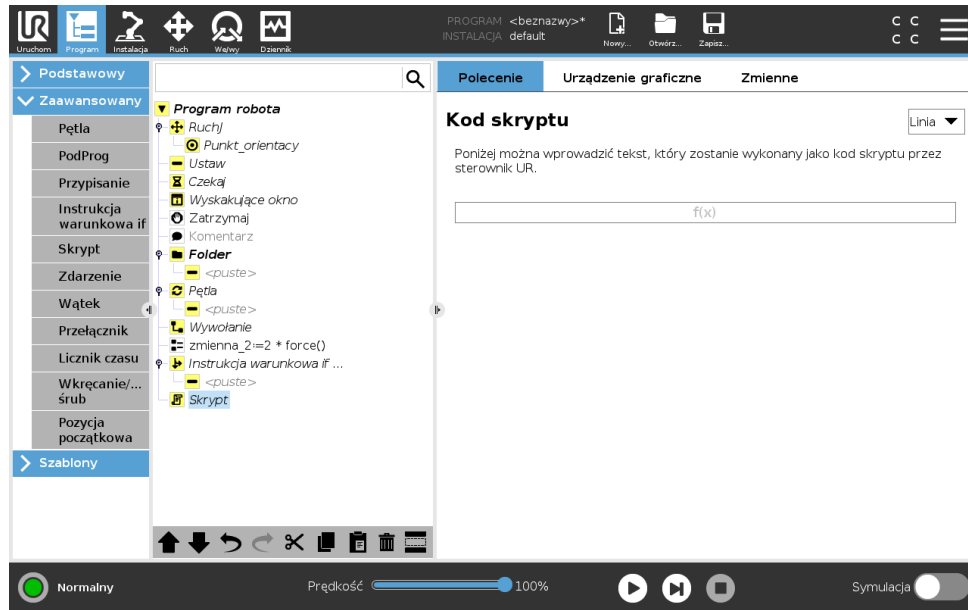 PROGRAM <beznazwy>*
INSTALACJA default
Uruchom
Program
Instalacja
Ruch
We/wy
Dziennik
Nowy...
Otwórz...
Zapisz...
C C
C C
Podstawowy
Zaawansowany
Pętla
PodProg
Przypisanie
Instrukcja
warunkowa if
Skrypt
Zdarzenie
Wątek
Przełącznik
Licznik czasu
Wkręcanie/...
śrub
Pozycja
początkowa
Szablony
Program robota
RuchJ
Punkt_orientacy
Ustaw
Czekaj
Wyskakujące okno
Zatrzymaj
Komentarz
Folder
<puste>
Pętla
<puste>
Wywołanie
zmienna_2≔2 * force()
Instrukcja warunkowa if ...
<puste>
Skrypt
Polecenie Urządzenie graficzne Zmienne
Kod skryptu
Linia
Poniżej można wprowadzić tekst, który zostanie wykonany jako kod skryptu przez
sterownik UR.
f(x)
Normalny
Prędkość
100%
Symulacja